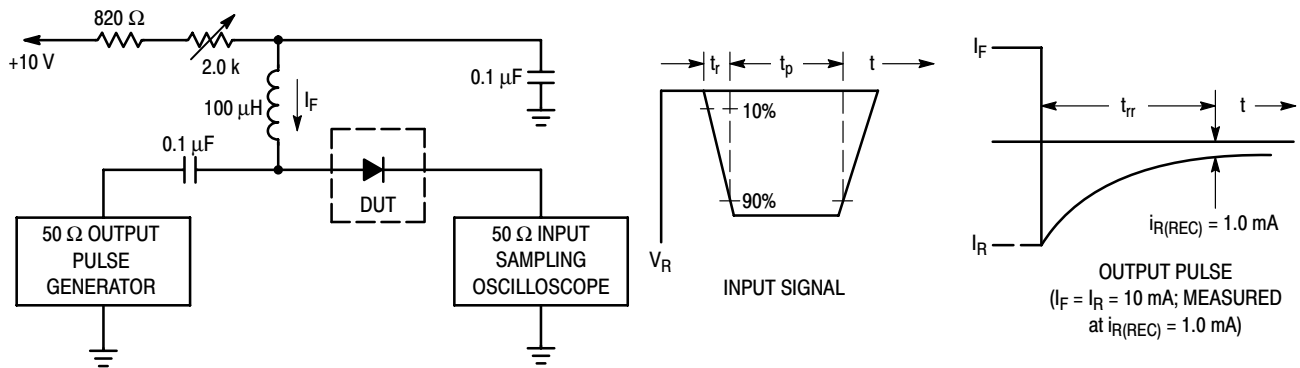 820 Ω
+10 V
2.0 k
0.1 μF
100 μH
I_F
0.1 μF
DUT
50 Ω OUTPUT
PULSE
GENERATOR
50 Ω INPUT
SAMPLING
OSCILLOSCOPE
t_r
t_p
t
10%
90%
V_R
INPUT SIGNAL
I_F
t_rr
t
i_R(REC) = 1.0 mA
I_R
OUTPUT PULSE
(I_F = I_R = 10 mA; MEASURED
at i_R(REC) = 1.0 mA)